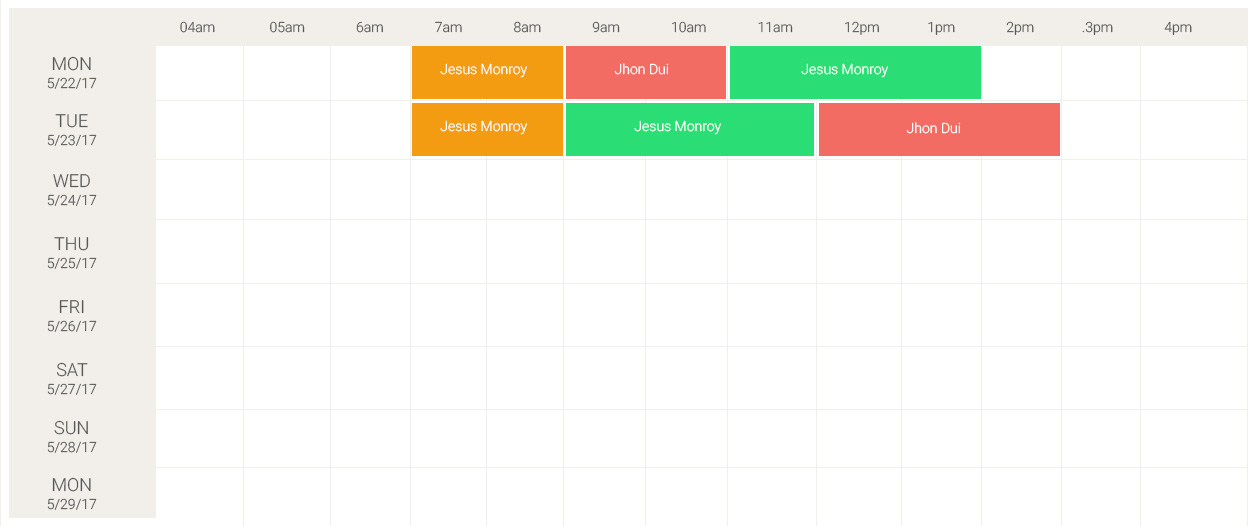 04am 05am 6am 7am 8am 9am 10am 11am 12pm 1pm 2pm .3pm 4pm
MON
5/22/17
Jesus Monroy Jhon Dui Jesus Monroy
TUE
5/23/17
Jesus Monroy Jesus Monroy Jhon Dui
WED
5/24/17
THU
5/25/17
FRI
5/26/17
SAT
5/27/17
SUN
5/28/17
MON
5/29/17